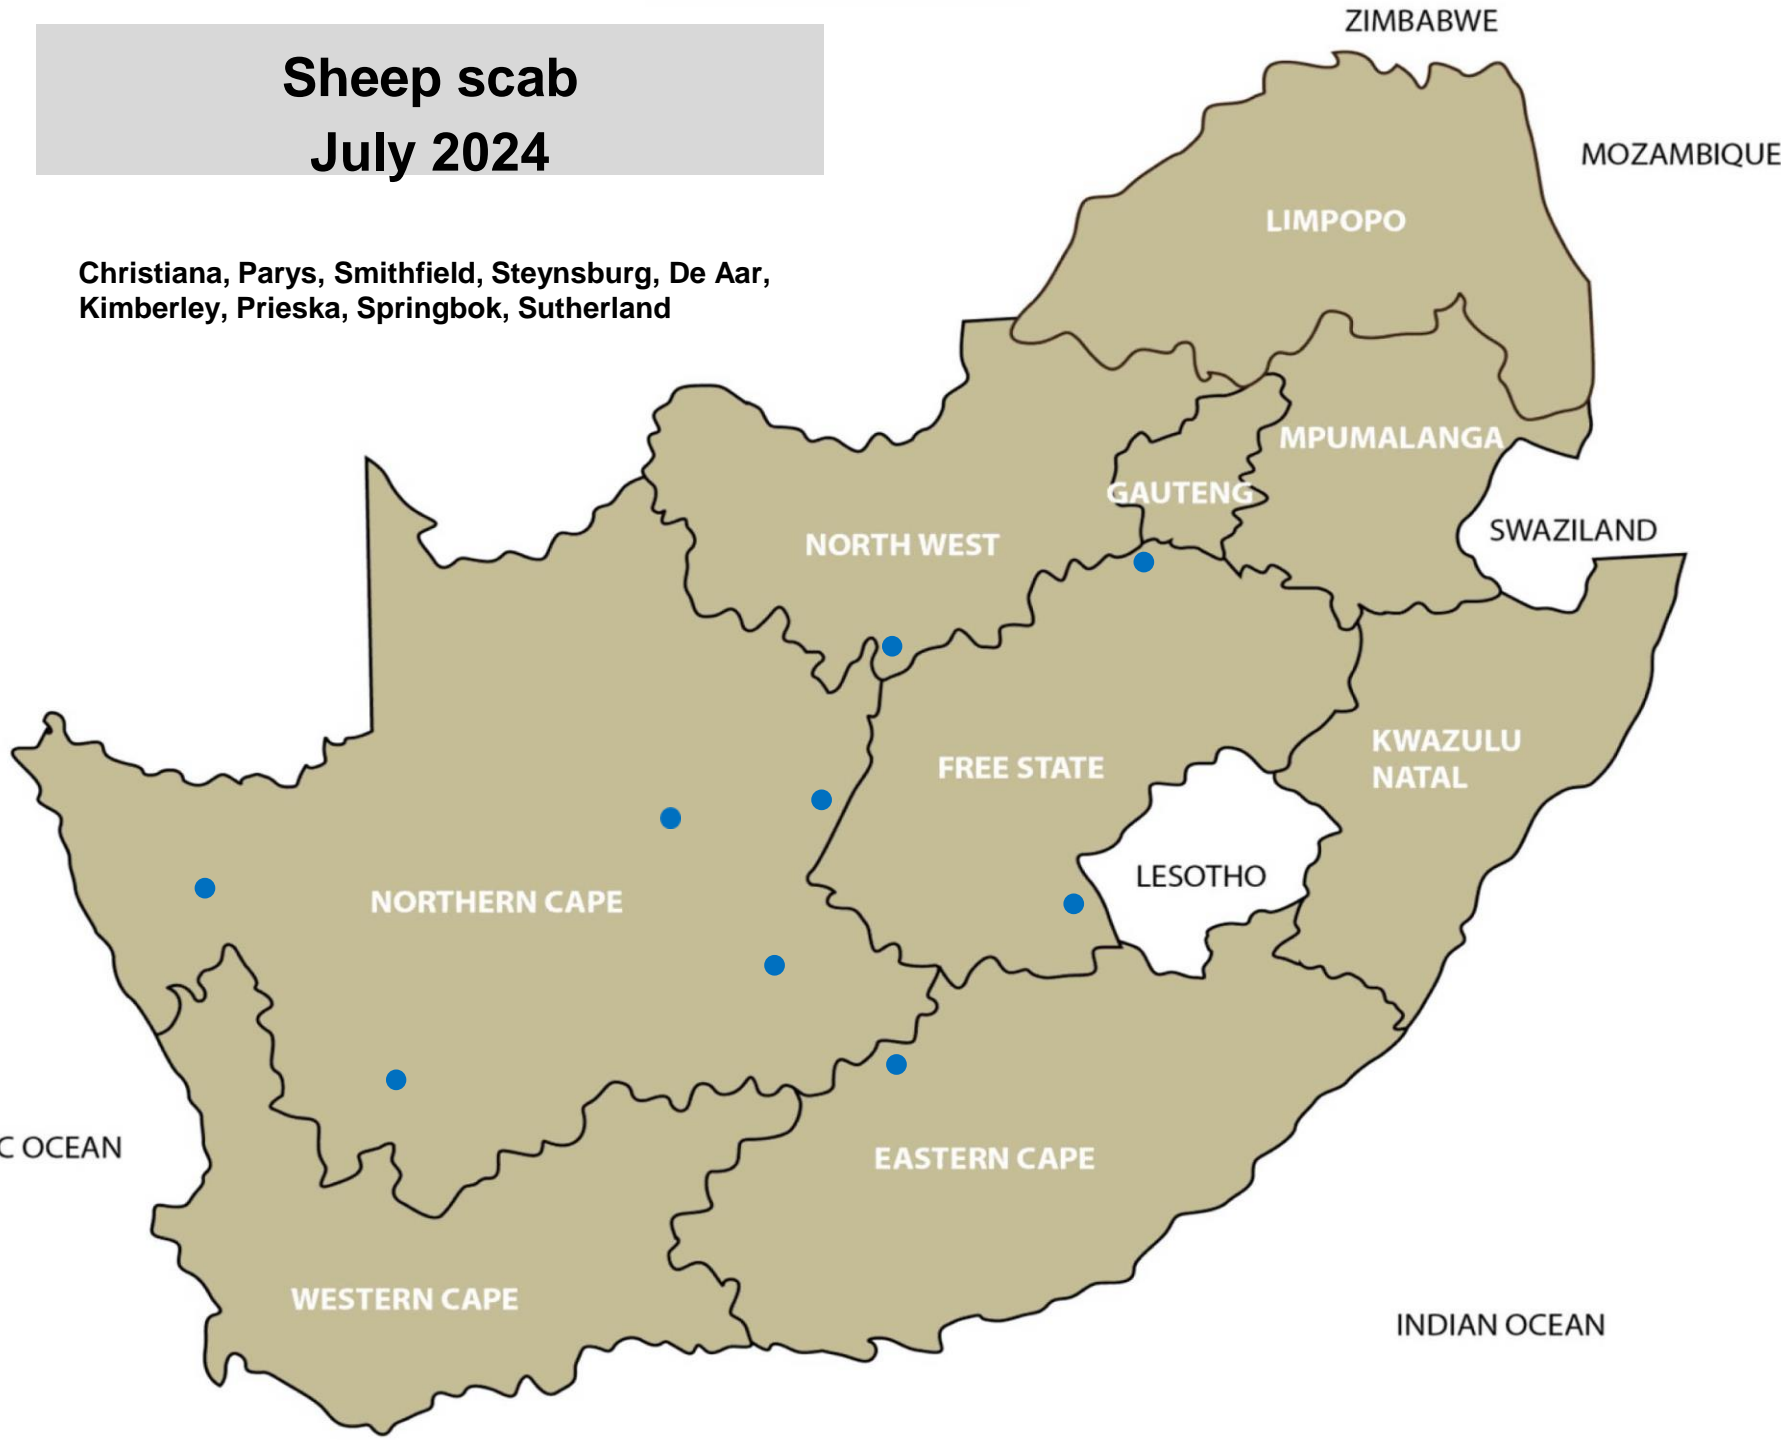 Sheep scab
July 2024
Christiana, Parys, Smithfield, Steynsburg, De Aar,
Kimberley, Prieska, Springbok, Sutherland
ZIMBABWE
MOZAMBIQUE
LIMPOPO
MPUMALANGA
GAUTENG
NORTH WEST
SWAZILAND
FREE STATE
KWAZULU
NATAL
LESOTHO
NORTHERN CAPE
C OCEAN
EASTERN CAPE
WESTERN CAPE
INDIAN OCEAN